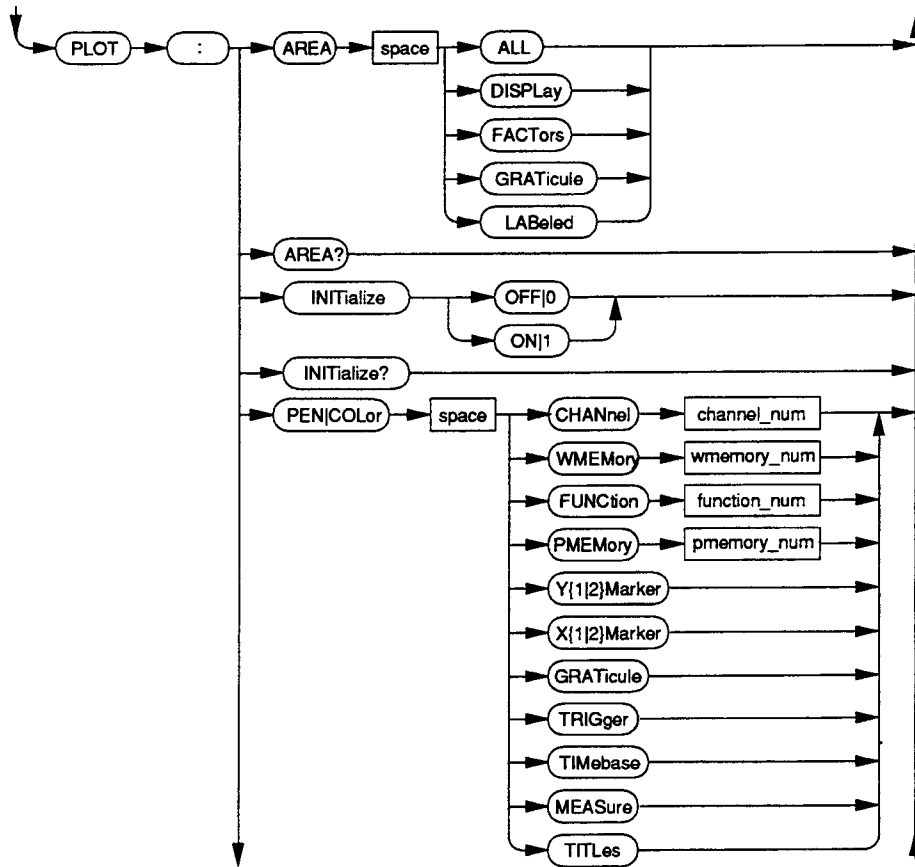 PLOT : AREA space ALL
DISPLay
FACTors
GRATicule
LABeled
AREA?
INITialize OFF|0
ON|1
INITialize?
PEN|COLor space CHANnel channel_num
WMEMory wmemory_num
FUNCtion function_num
PMEMory pmemory_num
Y{1|2}Marker
X{1|2}Marker
GRATicule
TRIGger
TIMebase
MEASure
TITLes